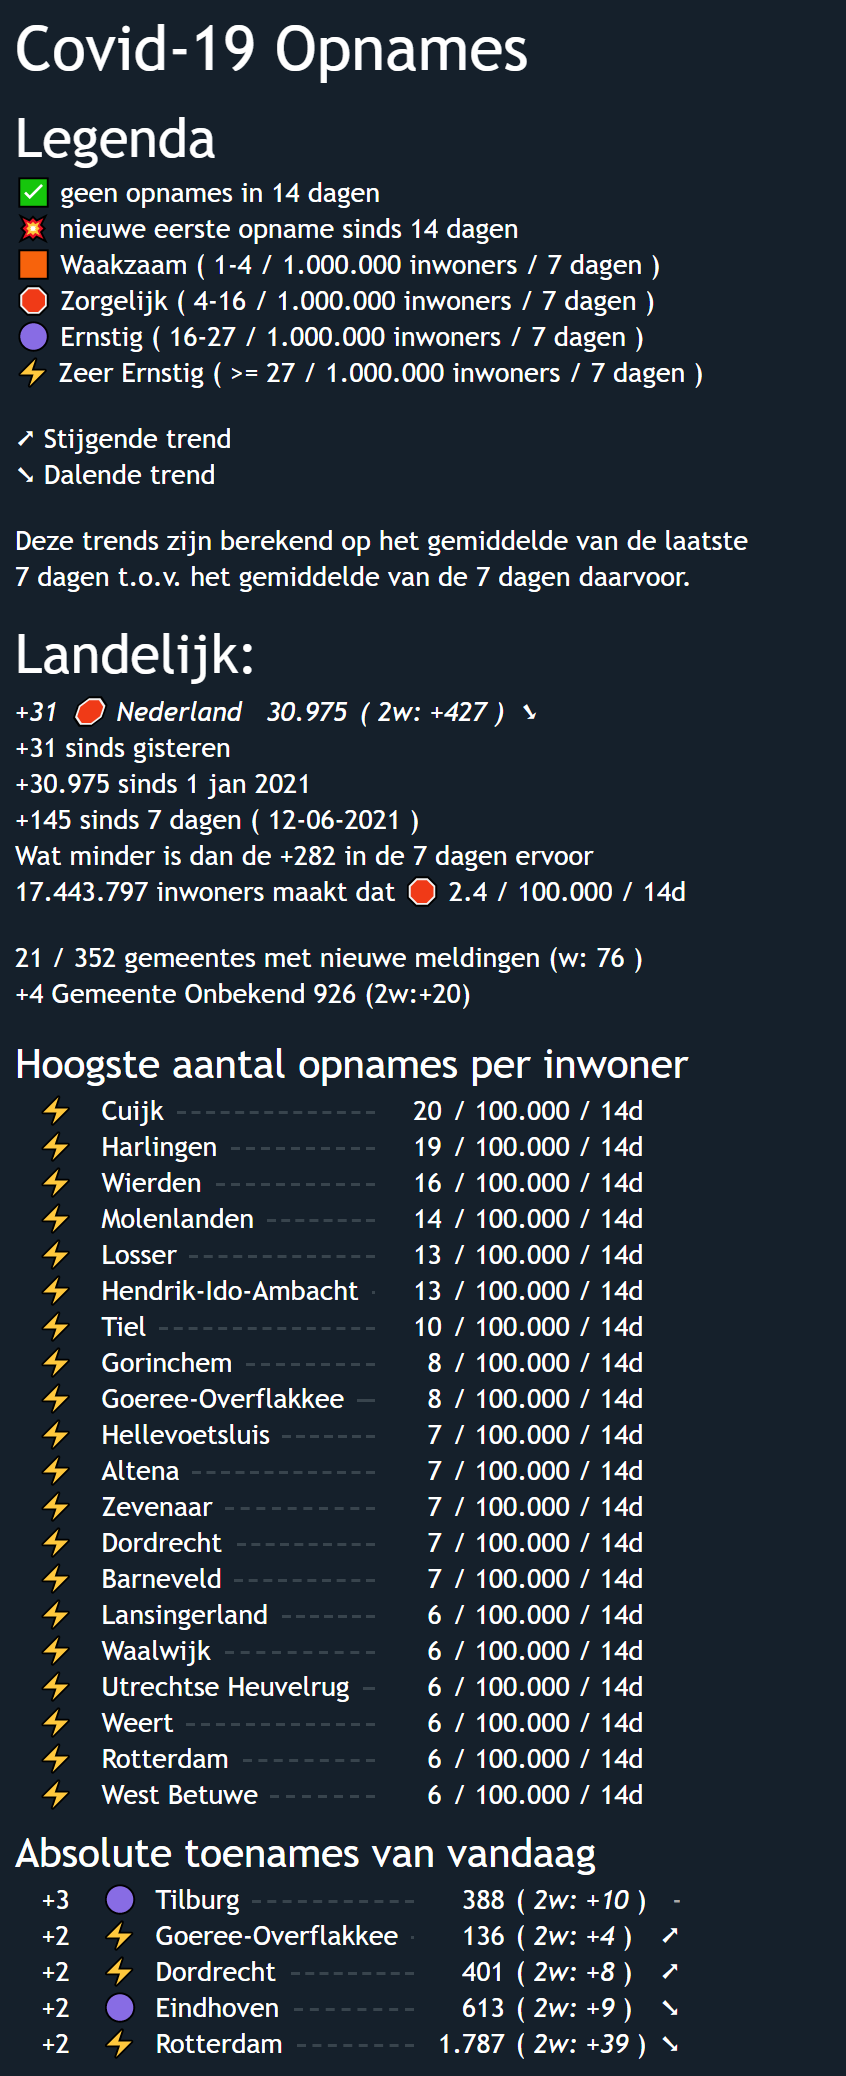 Covid-19 Opnames
Legenda
✅ geen opnames in 14 dagen
💥 nieuwe eerste opname sinds 14 dagen
🟧 Waakzaam ( 1-4 / 1.000.000 inwoners / 7 dagen )
🛑 Zorgelijk ( 4-16 / 1.000.000 inwoners / 7 dagen )
🟣 Ernstig ( 16-27 / 1.000.000 inwoners / 7 dagen )
⚡ Zeer Ernstig ( >= 27 / 1.000.000 inwoners / 7 dagen )
➚ Stijgende trend
➘ Dalende trend
Deze trends zijn berekend op het gemiddelde van de laatste
7 dagen t.o.v. het gemiddelde van de 7 dagen daarvoor.
Landelijk:
+31 🛑 Nederland 30.975 ( 2w: +427 ) ➘
+31 sinds gisteren
+30.975 sinds 1 jan 2021
+145 sinds 7 dagen ( 12-06-2021 )
Wat minder is dan de +282 in de 7 dagen ervoor
17.443.797 inwoners maakt dat 🛑 2.4 / 100.000 / 14d
21 / 352 gemeentes met nieuwe meldingen (w: 76 )
+4 Gemeente Onbekend 926 (2w:+20)
Hoogste aantal opnames per inwoner
⚡ Cuijk 20 / 100.000 / 14d
⚡ Harlingen 19 / 100.000 / 14d
⚡ Wierden 16 / 100.000 / 14d
⚡ Molenlanden 14 / 100.000 / 14d
⚡ Losser 13 / 100.000 / 14d
⚡ Hendrik-Ido-Ambacht 13 / 100.000 / 14d
⚡ Tiel 10 / 100.000 / 14d
⚡ Gorinchem 8 / 100.000 / 14d
⚡ Goeree-Overflakkee 8 / 100.000 / 14d
⚡ Hellevoetsluis 7 / 100.000 / 14d
⚡ Altena 7 / 100.000 / 14d
⚡ Zevenaar 7 / 100.000 / 14d
⚡ Dordrecht 7 / 100.000 / 14d
⚡ Barneveld 7 / 100.000 / 14d
⚡ Lansingerland 6 / 100.000 / 14d
⚡ Waalwijk 6 / 100.000 / 14d
⚡ Utrechtse Heuvelrug 6 / 100.000 / 14d
⚡ Weert 6 / 100.000 / 14d
⚡ Rotterdam 6 / 100.000 / 14d
⚡ West Betuwe 6 / 100.000 / 14d
Absolute toenames van vandaag
+3 🟣 Tilburg 388 ( 2w: +10 ) -
+2 ⚡ Goeree-Overflakkee 136 ( 2w: +4 ) ➚
+2 ⚡ Dordrecht 401 ( 2w: +8 ) ➚
+2 🟣 Eindhoven 613 ( 2w: +9 ) ➘
+2 ⚡ Rotterdam 1.787 ( 2w: +39 ) ➘